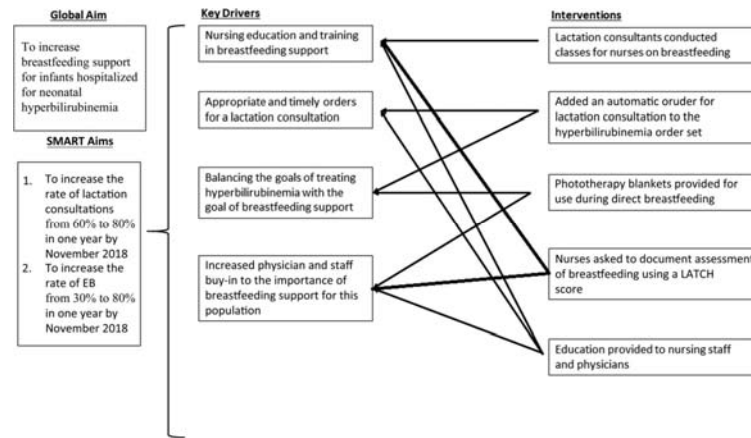 Global Aim
To increase
breastfeeding support
for infants hospitalized
for neonatal
hyperbilirubinemia
SMART Aims
1. To increase the
rate of lactation
consultations
from 60% to 80%
in one year by
November 2018
2. To increase the
rate of EB
from 30% to 80%
in one year by
November 2018
Key Drivers
Nursing education and training
in breastfeeding support
Appropriate and timely orders
for a lactation consultation
Balancing the goals of treating
hyperbilirubinemia with the
goal of breastfeeding support
Increased physician and staff
buy-in to the importance of
breastfeeding support for this
population
Interventions
Lactation consultants conducted
classes for nurses on breastfeeding
Added an automatic oruder for
lactation consultation to the
hyperbilirubinemia order set
Phototherapy blankets provided for
use during direct breastfeeding
Nurses asked to document assessment
of breastfeeding using a LATCH
score
Education provided to nursing staff
and physicians